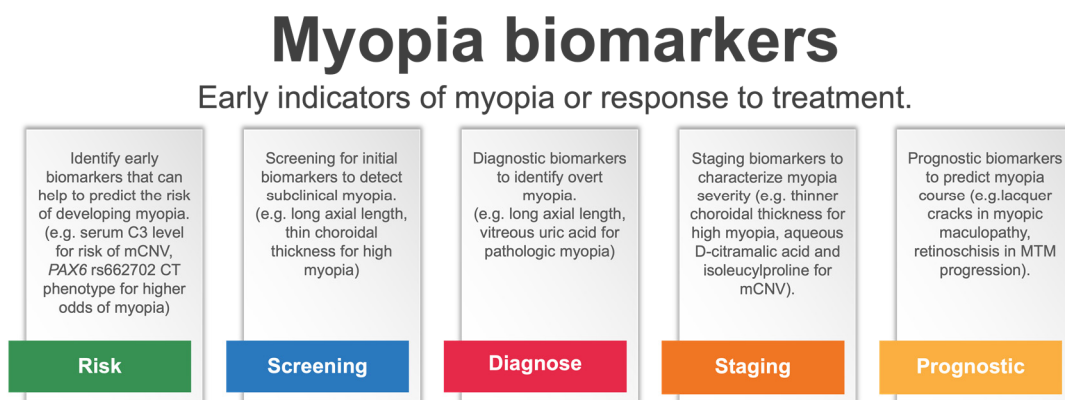 Myopia biomarkers
Early indicators of myopia or response to treatment.
Identify early
biomarkers that can
help to predict the risk
of developing myopia.
(e.g. serum C3 level
for risk of mCNV,
PAX6 rs662702 CT
phenotype for higher
odds of myopia)
Risk
Screening for initial
biomarkers to detect
subclinical myopia.
(e.g. long axial length,
thin choroidal
thickness for high
myopia)
Screening
Diagnostic biomarkers
to identify overt
myopia.
(e.g. long axial length,
vitreous uric acid for
pathologic myopia)
Diagnose
Staging biomarkers to
characterize myopia
severity (e.g. thinner
choroidal thickness for
high myopia, aqueous
D-citramalic acid and
isoleucylproline for
mCNV).
Staging
Prognostic biomarkers
to predict myopia
course (e.g.lacquer
cracks in myopic
maculopathy,
retinoschisis in MTM
progression).
Prognostic